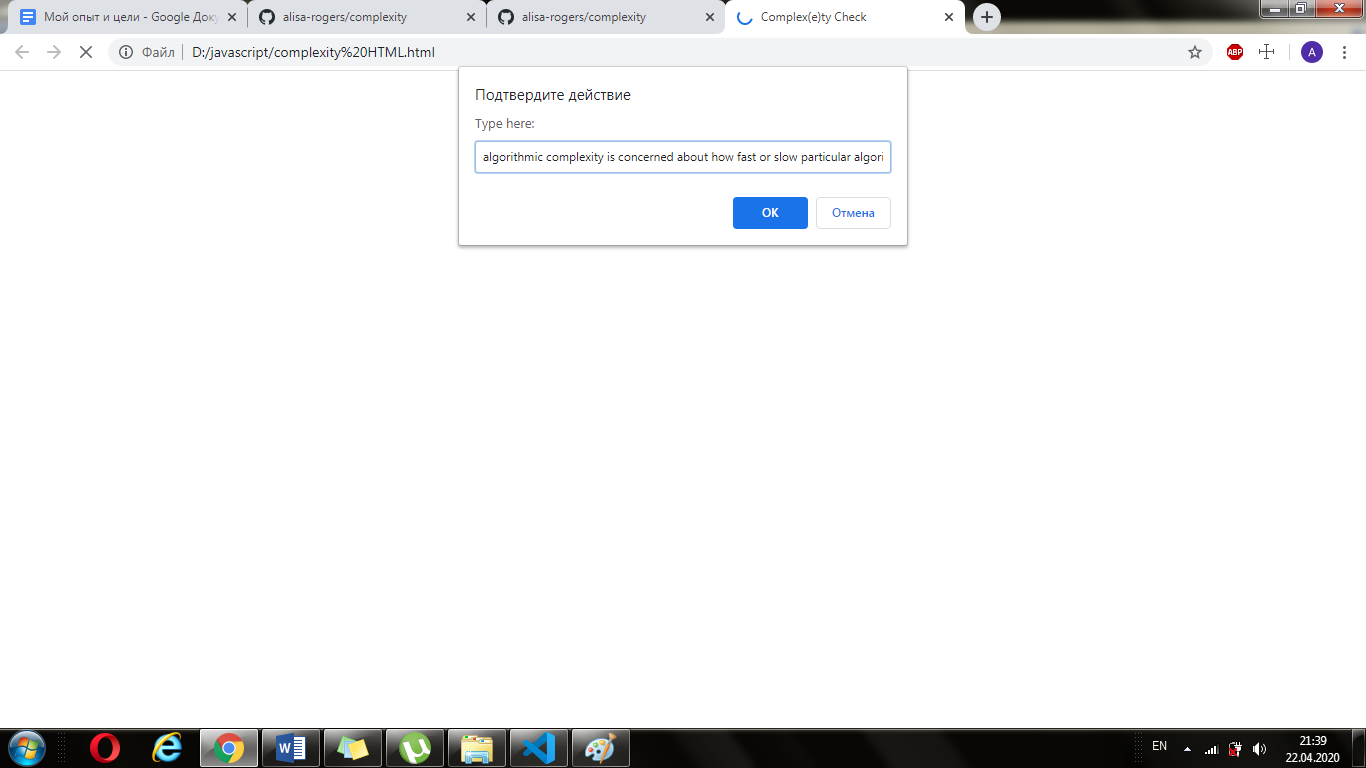 Мой опыт и цели - Google Доку
alisa-rogers/complexity
alisa-rogers/complexity
Complex(e)ty Check
Файл
D:/javascript/complexity%20HTML.html
ABP
A
Подтвердите действие
Type here:
algorithmic complexity is concerned about how fast or slow particular algori
OK
Отмена
EN
21:39
22.04.2020